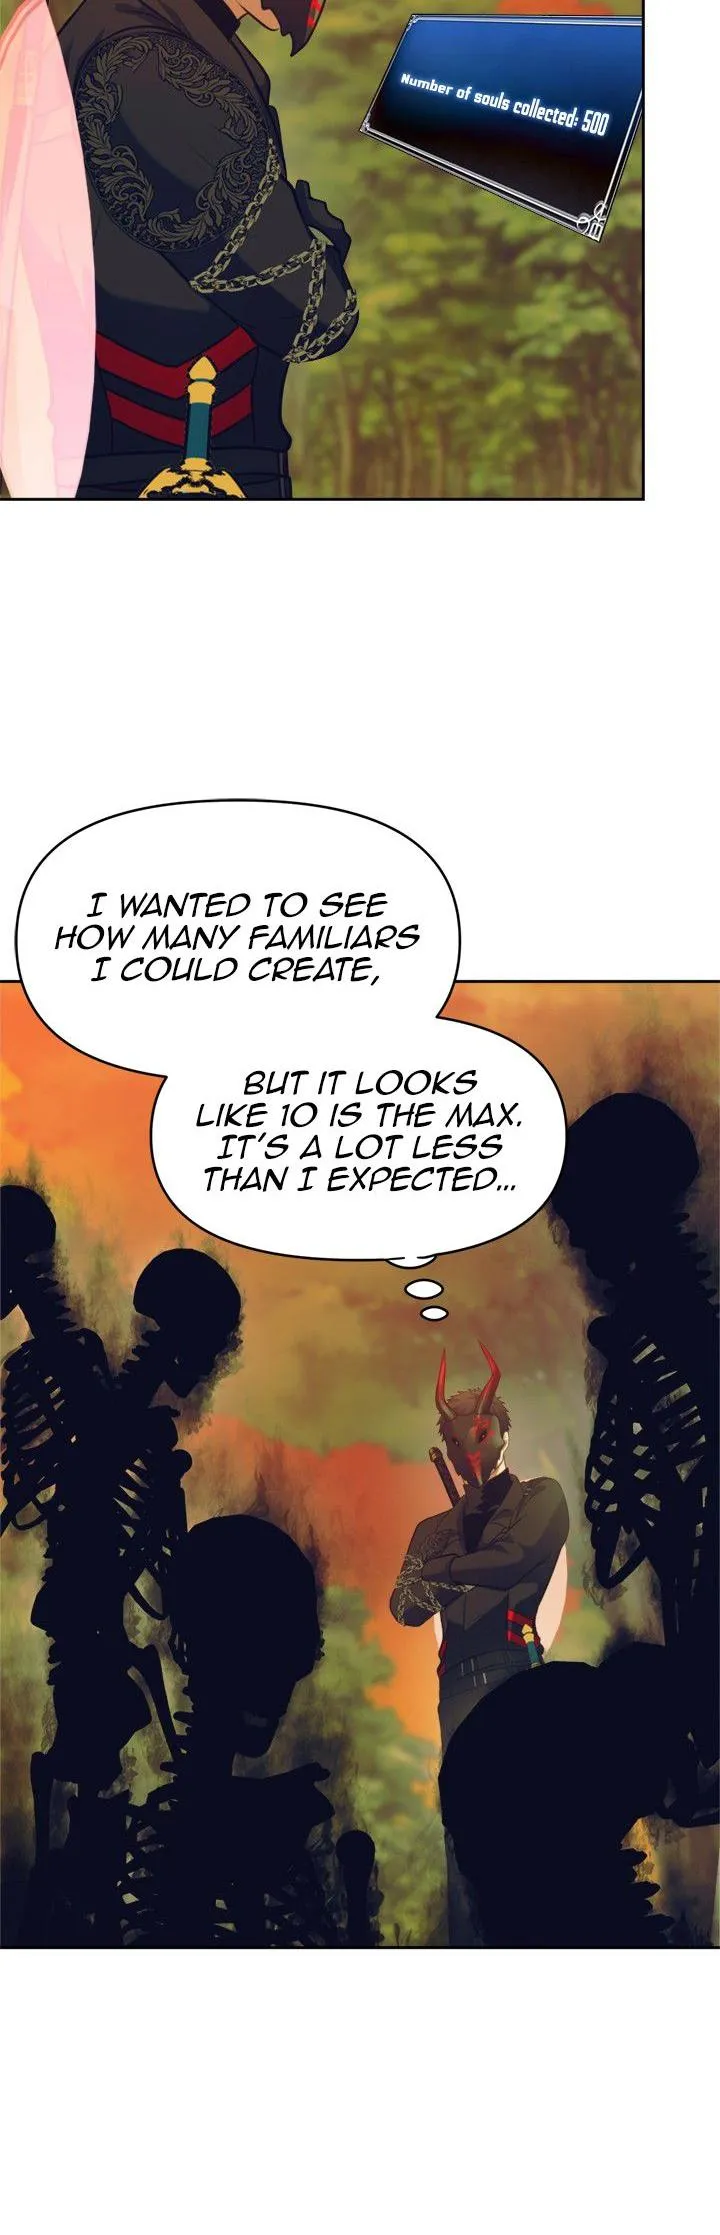 Number of souls collected: 500
I WANTED TO SEE
HOW MANY FAMILIARS
I COULD CREATE,
BUT IT LOOKS
LIKE 10 IS THE MAX.
IT'S A LOT LESS
THAN I EXPECTED...